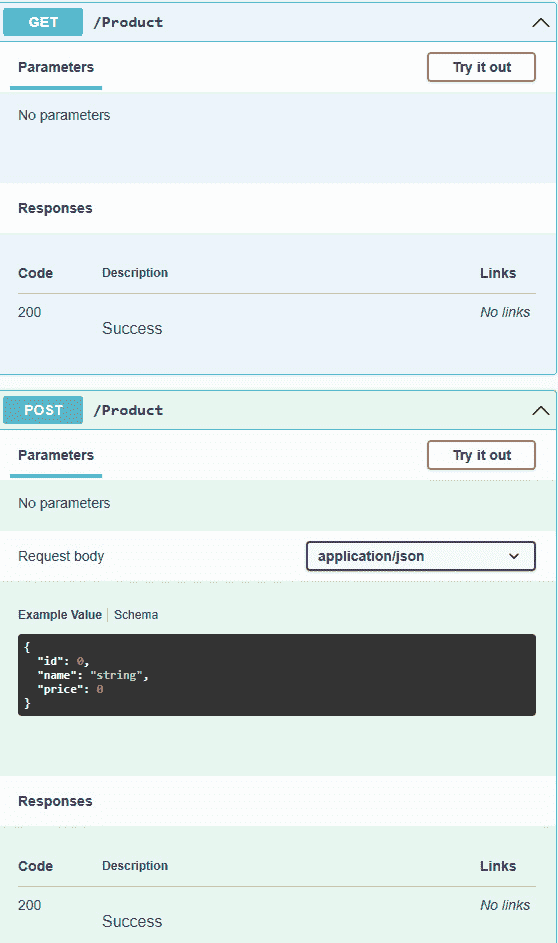 GET /Product
Parameters Try it out
No parameters
Responses
Code Description Links
200 Success No links
POST /Product
Parameters Try it out
No parameters
Request body application/json
Example Value | Schema
{
"id": 0,
"name": "string",
"price": 0
}
Responses
Code Description Links
200 Success No links